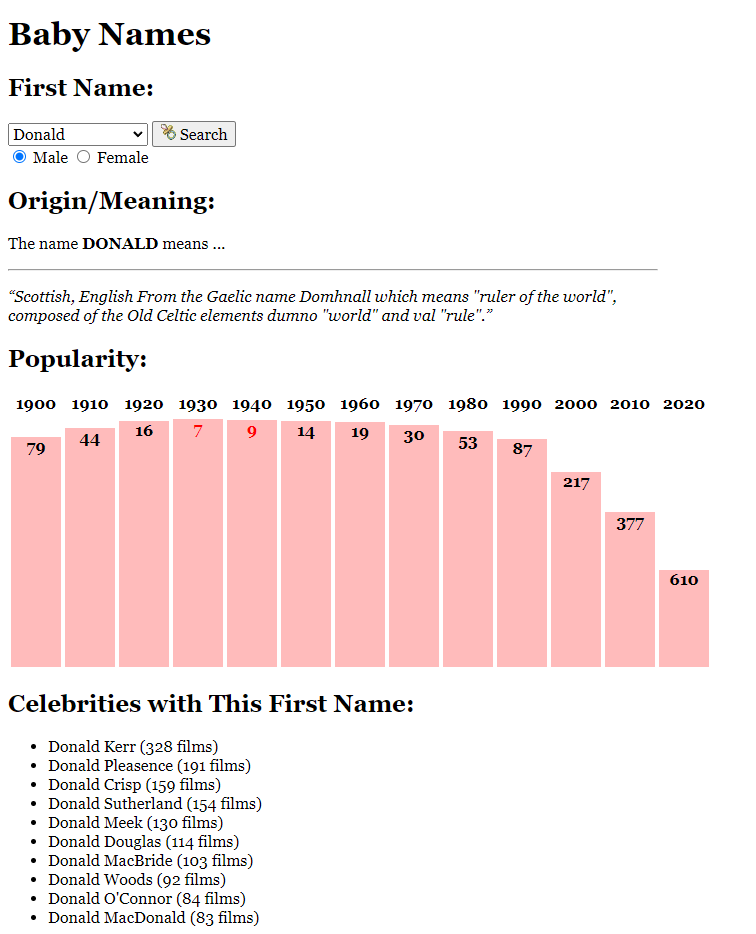 Baby Names
First Name:
Donald Search
Male Female
Origin/Meaning:
The name DONALD means ...
“Scottish, English From the Gaelic name Domhnall which means "ruler of the world",
composed of the Old Celtic elements dumno "world" and val "rule".”
Popularity:
1900 1910 1920 1930 1940 1950 1960 1970 1980 1990 2000 2010 2020
79 44 16 7 9 14 19 30 53 87 217 377 610
Celebrities with This First Name:
• Donald Kerr (328 films)
• Donald Pleasence (191 films)
• Donald Crisp (159 films)
• Donald Sutherland (154 films)
• Donald Meek (130 films)
• Donald Douglas (114 films)
• Donald MacBride (103 films)
• Donald Woods (92 films)
• Donald O'Connor (84 films)
• Donald MacDonald (83 films)